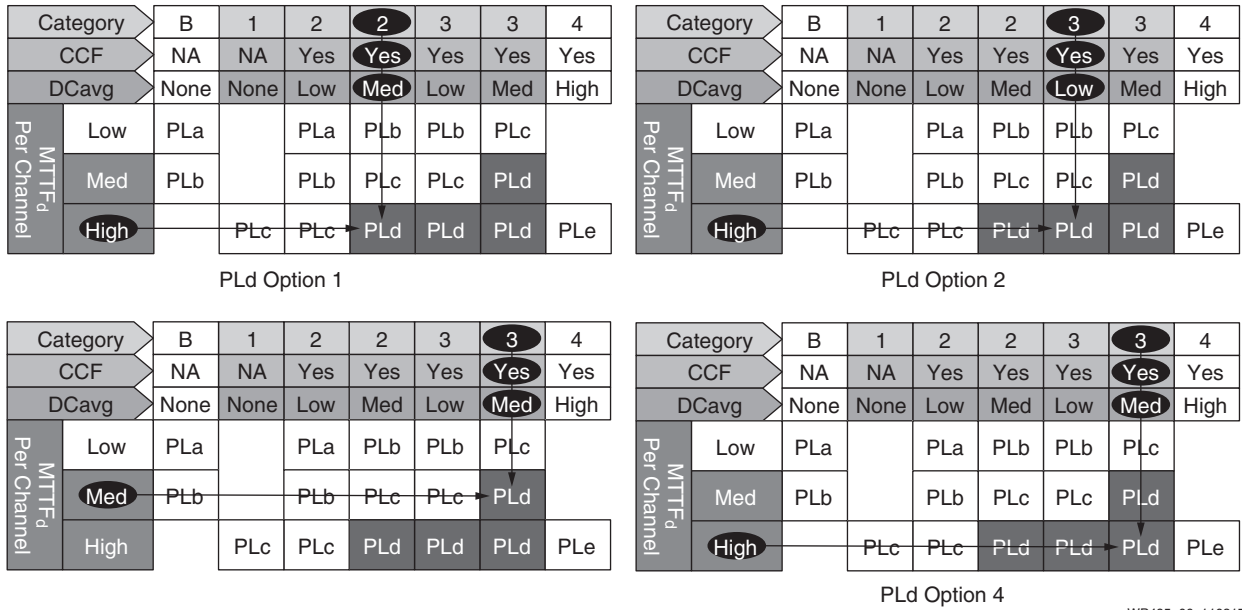 Category B 1 2 2 3 3 4
CCF NA NA Yes Yes Yes Yes Yes
DCavg None None Low Med Low Med High
MTTFd Per Channel
Low PLa PLa PLb PLb PLc
Med PLb PLb PLc PLc PLd
High PLc PLc PLd PLd PLd PLe
PLd Option 1
Category B 1 2 2 3 3 4
CCF NA NA Yes Yes Yes Yes Yes
DCavg None None Low Med Low Med High
MTTFd Per Channel
Low PLa PLa PLb PLb PLc
Med PLb PLb PLc PLc PLd
High PLc PLc PLd PLd PLd PLe
PLd Option 2
Category B 1 2 2 3 3 4
CCF NA NA Yes Yes Yes Yes Yes
DCavg None None Low Med Low Med High
MTTFd Per Channel
Low PLa PLa PLb PLb PLc
Med PLb PLb PLc PLc PLd
High PLc PLc PLd PLd PLd PLe
Category B 1 2 2 3 3 4
CCF NA NA Yes Yes Yes Yes Yes
DCavg None None Low Med Low Med High
MTTFd Per Channel
Low PLa PLa PLb PLb PLc
Med PLb PLb PLc PLc PLd
High PLc PLc PLd PLd PLd PLe
PLd Option 4